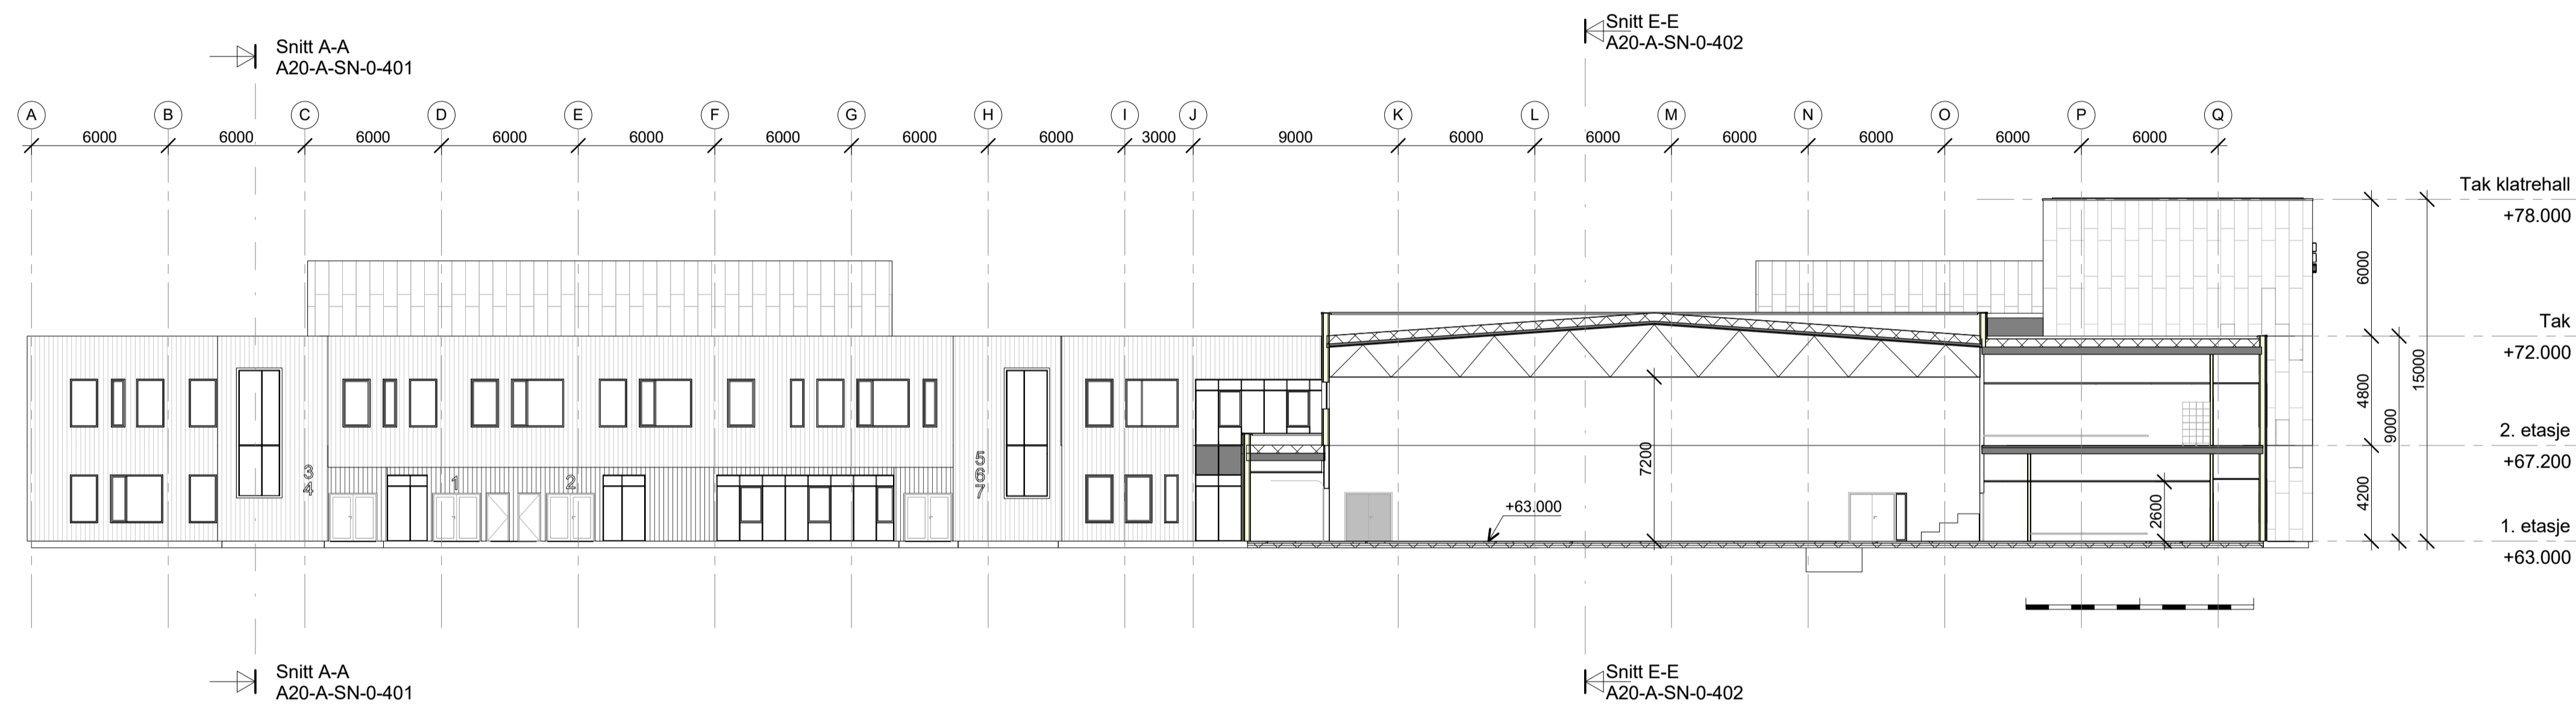 Snitt A-A
A20-A-SN-0-401
Snitt E-E
A20-A-SN-0-402
A B C D E F G H I J K L M N O P Q
6000 6000 6000 6000 6000 6000 6000 6000 3000 9000 6000 6000 6000 6000 6000 6000
Tak klatrehall
+78.000
6000
15000
Tak
+72.000
4800
9000
2. etasje
+67.200
4200
1. etasje
+63.000
7200
2600
+63.000
3
4
1
2
5
6
7
Snitt A-A
A20-A-SN-0-401
Snitt E-E
A20-A-SN-0-402